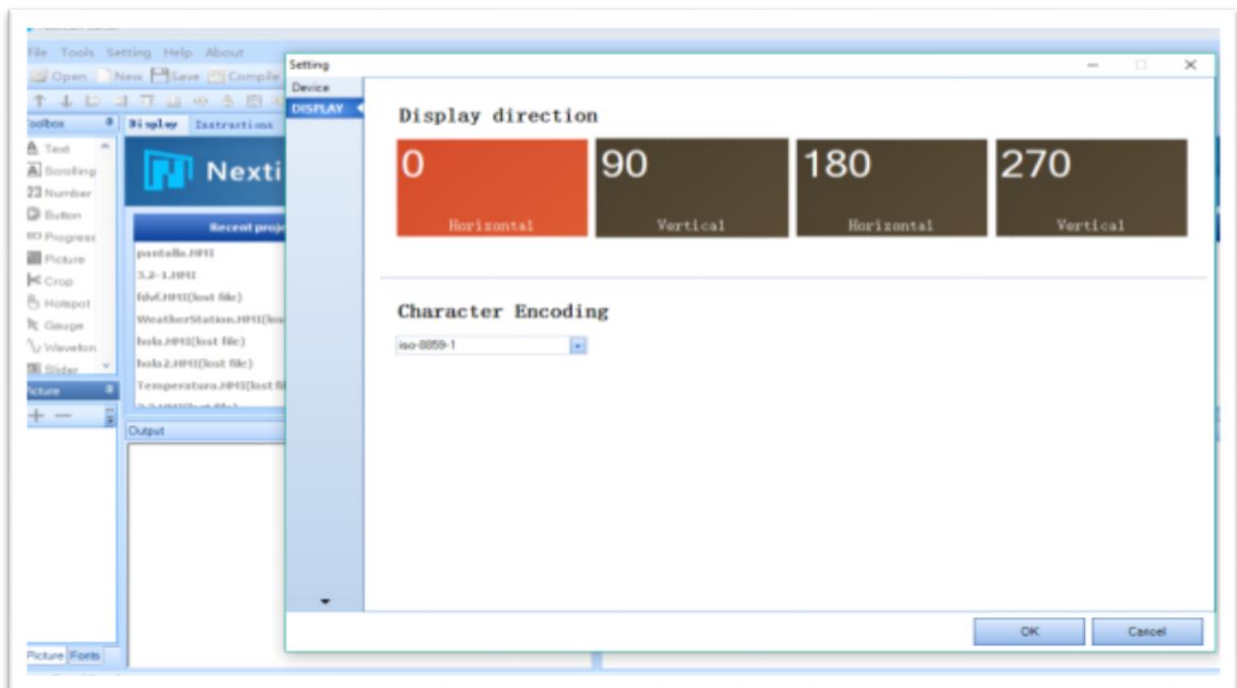 File Tools Setting Help About
Open New Save Compile
Toolbox
Text
Scrolling
Number
Button
Progress
Picture
Crop
Hotspot
Gauge
Slider
Picture
Picture Fonts
Display Instructions
Nexti
Recent proje
pantalla.HMI
3.2-1.HMI
fdvf.HMI(lost file)
WeatherStation.HMI(los
hola.HMI(lost file)
hola2.HMI(lost file)
Temperatura.HMI(lost fil
Output
Setting
Device
DISPLAY
Display direction
0 90 180 270
Horizontal Vertical Horizontal Vertical
Character Encoding
iso-8859-1
OK Cancel